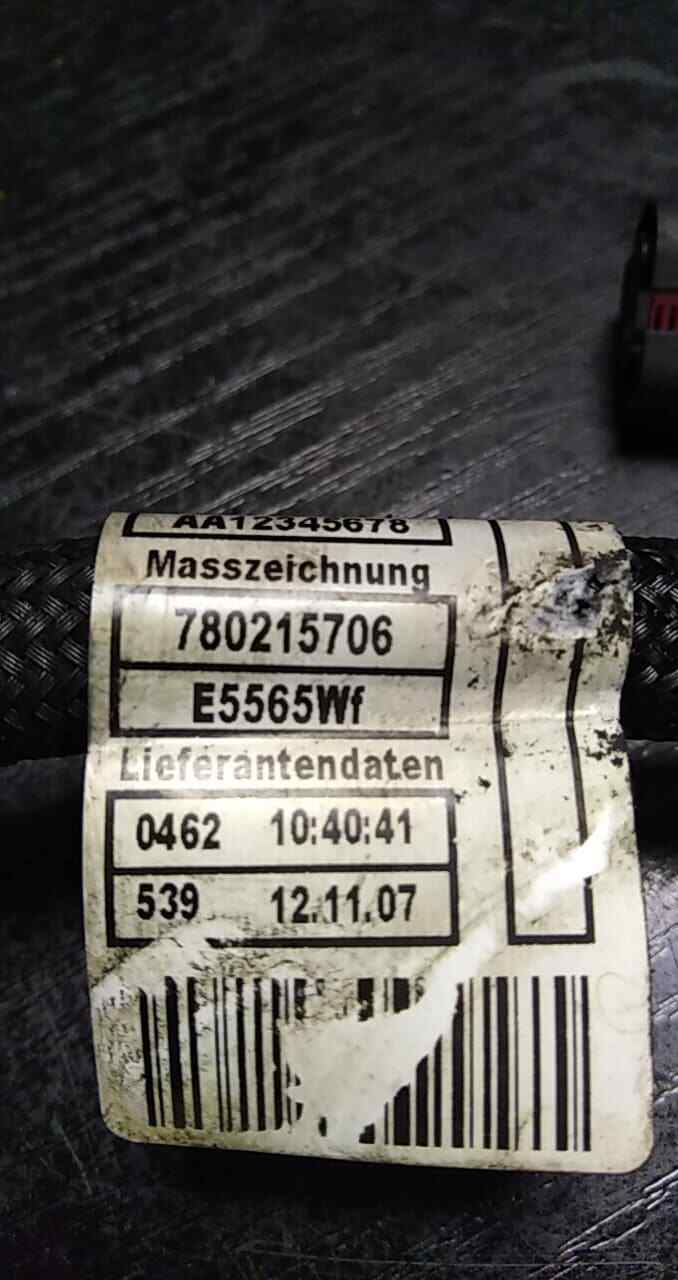 AA12345678
Masszeichnung
780215706
E5565Wf
Lieferantendaten
0462 10:40:41
539 12.11.07